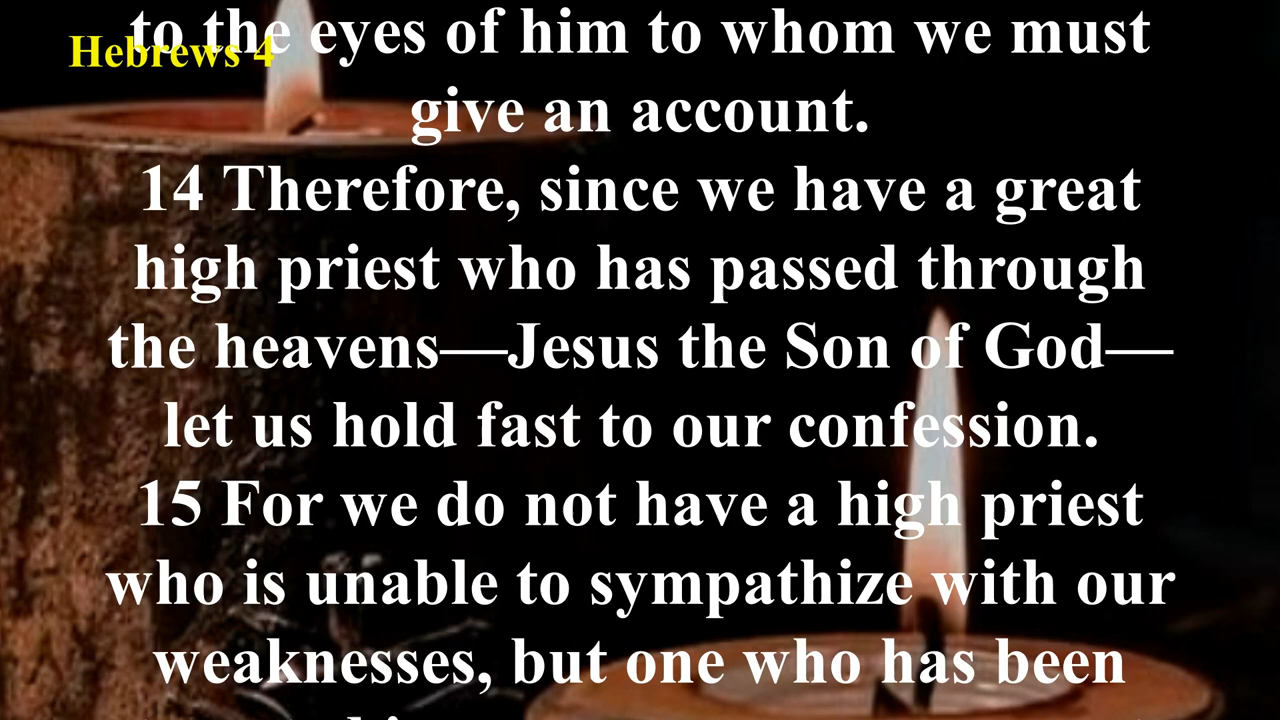 Hebrews 4
to the eyes of him to whom we must
give an account.
14 Therefore, since we have a great
high priest who has passed through
the heavens—Jesus the Son of God—
let us hold fast to our confession.
15 For we do not have a high priest
who is unable to sympathize with our
weaknesses, but one who has been